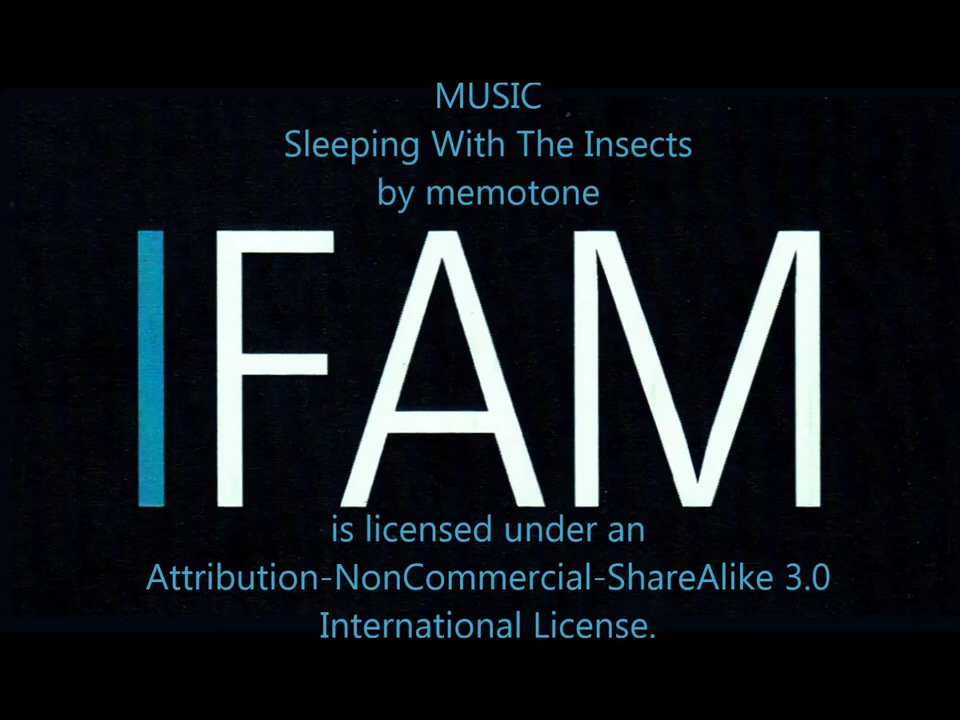 MUSIC
Sleeping With The Insects
by memotone
IFAM
is licensed under an
Attribution-NonCommercial-ShareAlike 3.0
International License.